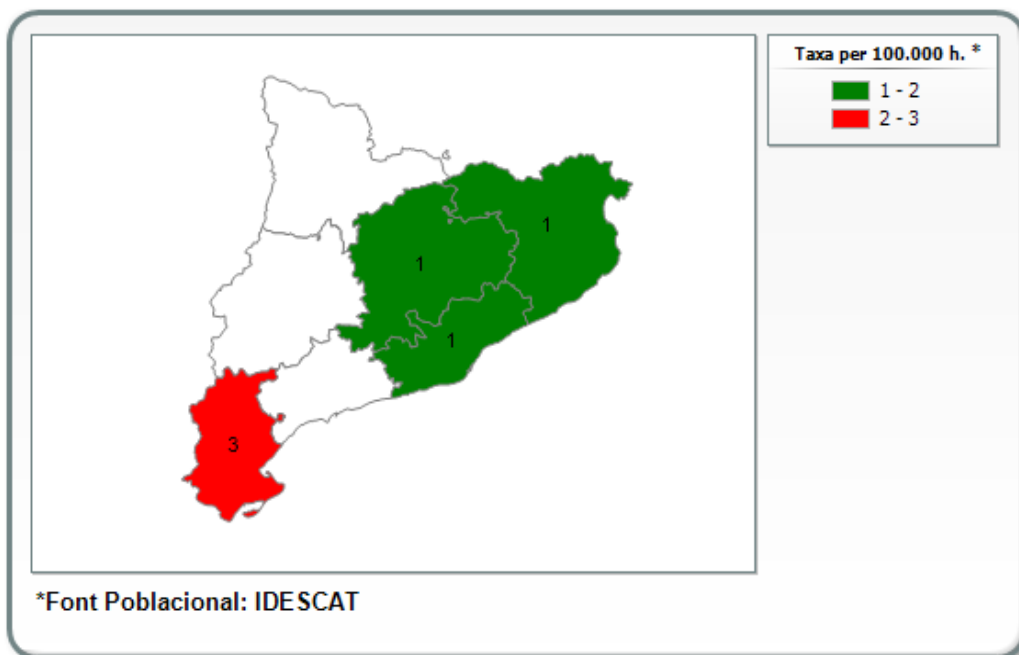 Taxa per 100.000 h. *
1 - 2
2 - 3
1
1
1
3
*Font Poblacional: IDESCAT